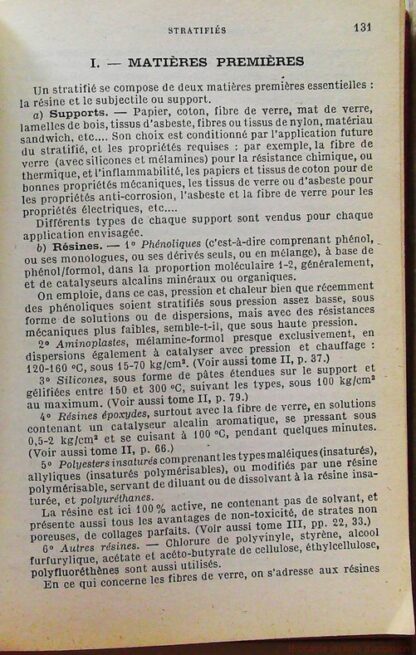 STRATIFIÉS 131
I. — MATIÈRES PREMIÈRES
Un stratifié se compose de deux matières premières essentielles :
la résine et le subjectile ou support.
a) Supports. — Papier, coton, fibre de verre, mat de verre,
lamelles de bois, tissus d'asbeste, fibres ou tissus de nylon, matériau
sandwich, etc.... Son choix est conditionné par l'application future
du stratifié, et les propriétés requises : par exemple, la fibre de
verre (avec silicones et mélamines) pour la résistance chimique, ou
thermique, et l'inflammabilité, les papiers et tissus de coton pour de
bonnes propriétés mécaniques, les tissus de verre ou d'asbeste pour
les propriétés anti-corrosion, l'asbeste et la fibre de verre pour les
propriétés électriques, etc....
Différents types de chaque support sont vendus pour chaque
application envisagée.
b) Résines. — 1º Phénoliques (c'est-à-dire comprenant phénol,
ou ses monologues, ou ses dérivés seuls, ou en mélange), à base de
phénol/formol, dans la proportion moléculaire 1-2, généralement,
et de catalyseurs alcalins minéraux ou organiques.
On emploie, dans ce cas, pression et chaleur bien que récemment
des phénoliques soient stratifiés sous pression assez basse, sous
forme de solutions ou de dispersions, mais avec des résistances
mécaniques plus faibles, semble-t-il, que sous haute pression.
2º Aminoplastes, mélamine-formol presque exclusivement, en
dispersions également à catalyser avec pression et chauffage :
120-160 ºC, sous 15-70 kg/cm². (Voir aussi tome II, p. 37.)
3º Silicones, sous forme de pâtes étendues sur le support et
gélifiées entre 150 et 300 ºC, suivant les types, sous 100 kg/cm²
au maximum. (Voir aussi tome II, p. 79.)
4º Résines époxydes, surtout avec la fibre de verre, en solutions
contenant un catalyseur alcalin aromatique, se pressant sous
0,5-2 kg/cm² et se cuisant à 100 ºC, pendant quelques minutes.
(Voir aussi tome II, p. 66.)
5º Polyesters insaturés comprenant les types maléiques (insaturés),
allyliques (insaturés polymérisables), ou modifiés par une résine
polymérisable, servant de diluant ou de dissolvant à la résine insa-
turée, et polyuréthanes.
La résine est ici 100 % active, ne contenant pas de solvant, et
présente aussi tous les avantages de non-toxicité, de strates non
poreuses, de collages parfaits. (Voir aussi tome III, pp. 22, 33.)
6º Autres résines. — Chlorure de polyvinyle, styrène, alcool
furfurylique, acétate et acéto-butyrate de cellulose, éthylcellulose,
polyfluoréthènes sont aussi utilisés.
En ce qui concerne les fibres de verre, on s'adresse aux résines